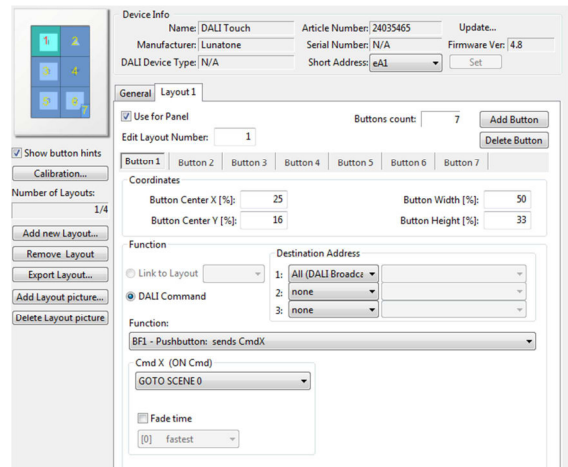 Device Info
Name: DALI Touch Article Number: 24035465 Update...
Manufacturer: Lunatone Serial Number: N/A Firmware Ver: 4.8
DALI Device Type: N/A Short Address: eA1 Set
1 2
4
7
General Layout 1
Use for Panel Buttons count: 7 Add Button
Edit Layout Number: 1 Delete Button
Show button hints
Calibration...
Number of Layouts:
1/4
Add new Layout...
Remove Layout
Export Layout...
Add Layout picture...
Delete Layout picture
Button 1 Button 2 Button 3 Button 4 Button 5 Button 6 Button 7
Coordinates
Button Center X [%]: 25 Button Width [%]: 50
Button Center Y [%]: 16 Button Height [%]: 33
Function
Destination Address
Link to Layout 1: All (DALI Broadca
DALI Command 2: none
3: none
Function:
BF1 - Pushbutton: sends CmdX
Cmd X (ON Cmd)
GOTO SCENE 0
Fade time
[0] fastest